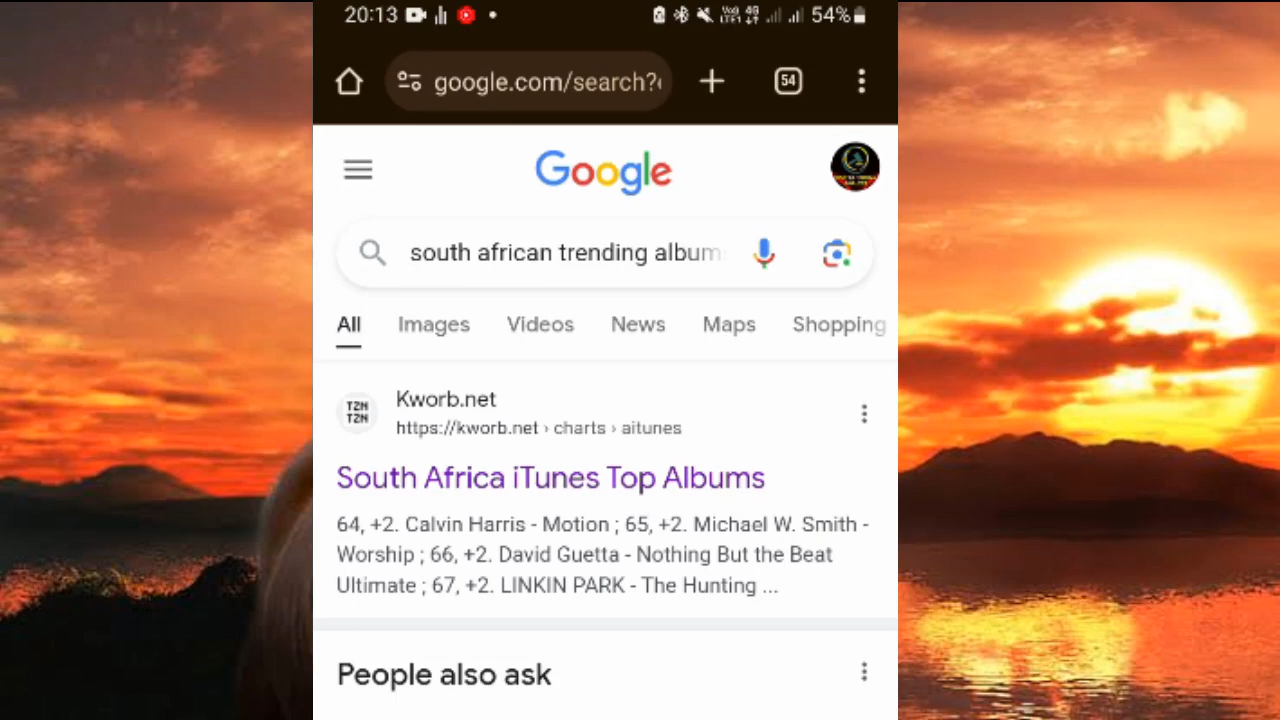 20:13 54%
google.com/search? 54
Google
south african trending album
All Images Videos News Maps Shopping
TZN
TZN
Kworb.net
https://kworb.net › charts › aitunes
South Africa iTunes Top Albums
64, +2. Calvin Harris - Motion ; 65, +2. Michael W. Smith -
Worship ; 66, +2. David Guetta - Nothing But the Beat
Ultimate ; 67, +2. LINKIN PARK - The Hunting ...
People also ask